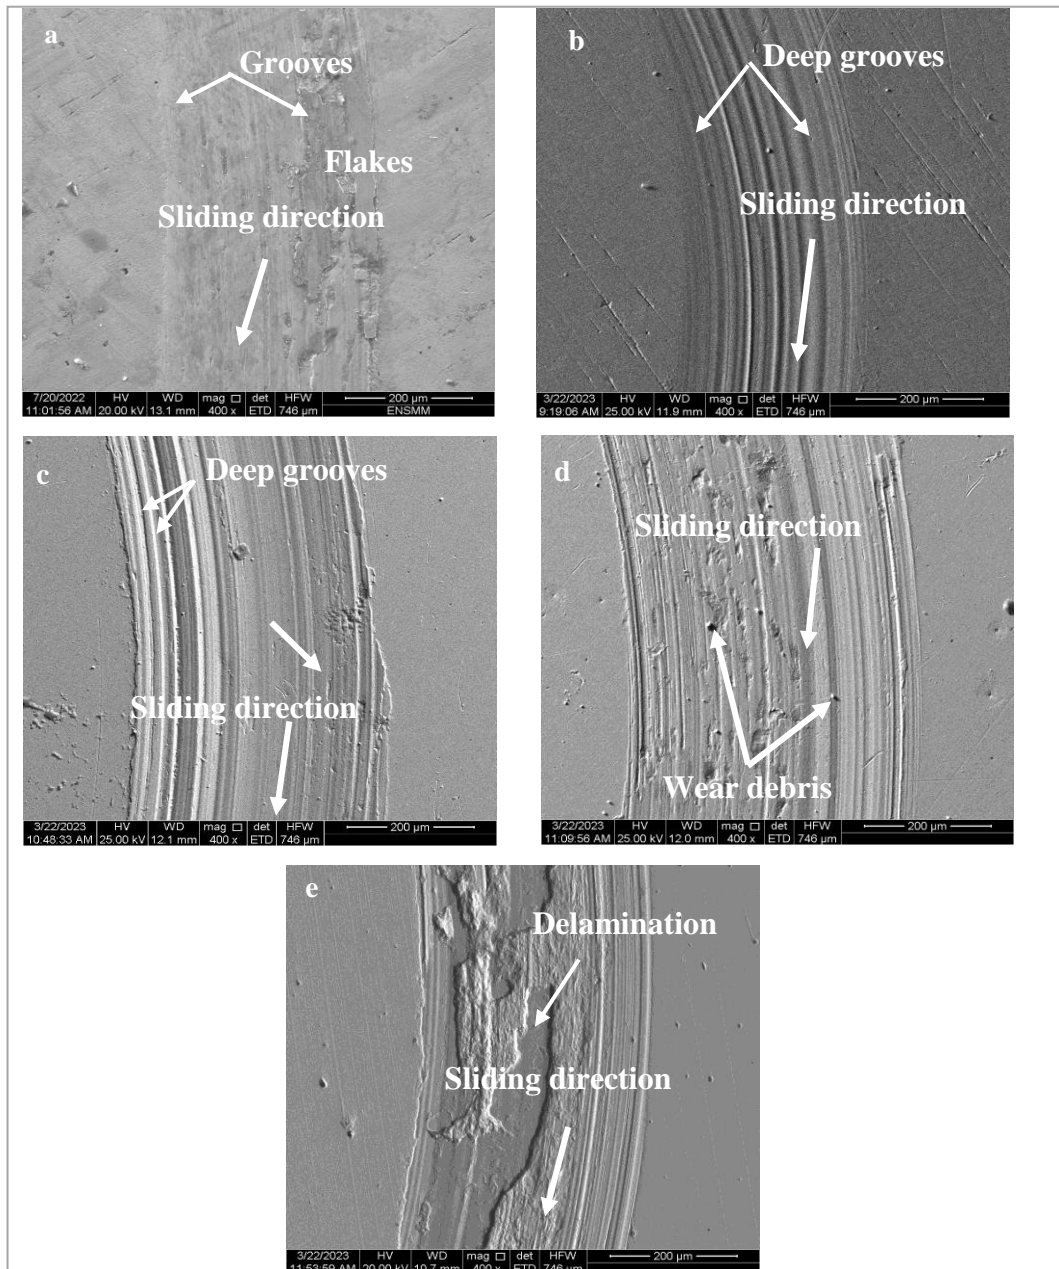 a
Grooves
Flakes
Sliding direction
7/20/2022 HV WD mag det HFW 200 µm
11:01:56 AM 20.00 kV 13.1 mm 400 x ETD 746 µm ENSMM
b
Deep grooves
Sliding direction
3/22/2023 HV WD mag det HFW 200 µm
9:19:06 AM 25.00 kV 11.9 mm 400 x ETD 746 µm
c
Deep grooves
Sliding direction
3/22/2023 HV WD mag det HFW 200 µm
10:48:33 AM 25.00 kV 12.1 mm 400 x ETD 746 µm
d
Sliding direction
Wear debris
3/22/2023 HV WD mag det HFW 200 µm
11:09:56 AM 25.00 kV 12.0 mm 400 x ETD 746 µm
e
Delamination
Sliding direction
3/22/2023 HV WD mag det HFW 200 µm
11:53:59 AM 20.00 kV 10.7 mm 400 x ETD 746 µm